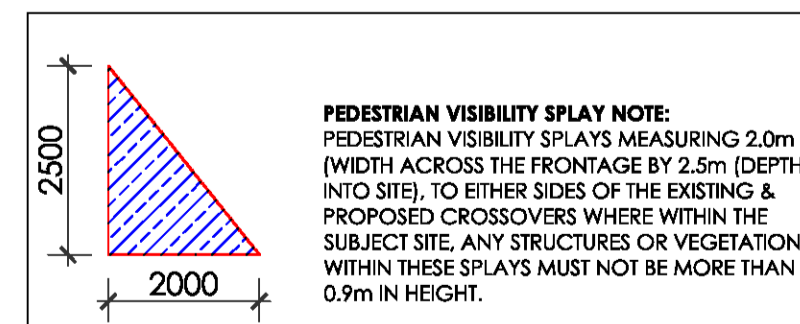 2500
2000
PEDESTRIAN VISIBILITY SPLAY NOTE:
PEDESTRIAN VISIBILITY SPLAYS MEASURING 2.0m
(WIDTH ACROSS THE FRONTAGE BY 2.5m (DEPTH
INTO SITE), TO EITHER SIDES OF THE EXISTING &
PROPOSED CROSSOVERS WHERE WITHIN THE
SUBJECT SITE, ANY STRUCTURES OR VEGETATION
WITHIN THESE SPLAYS MUST NOT BE MORE THAN
0.9m IN HEIGHT.